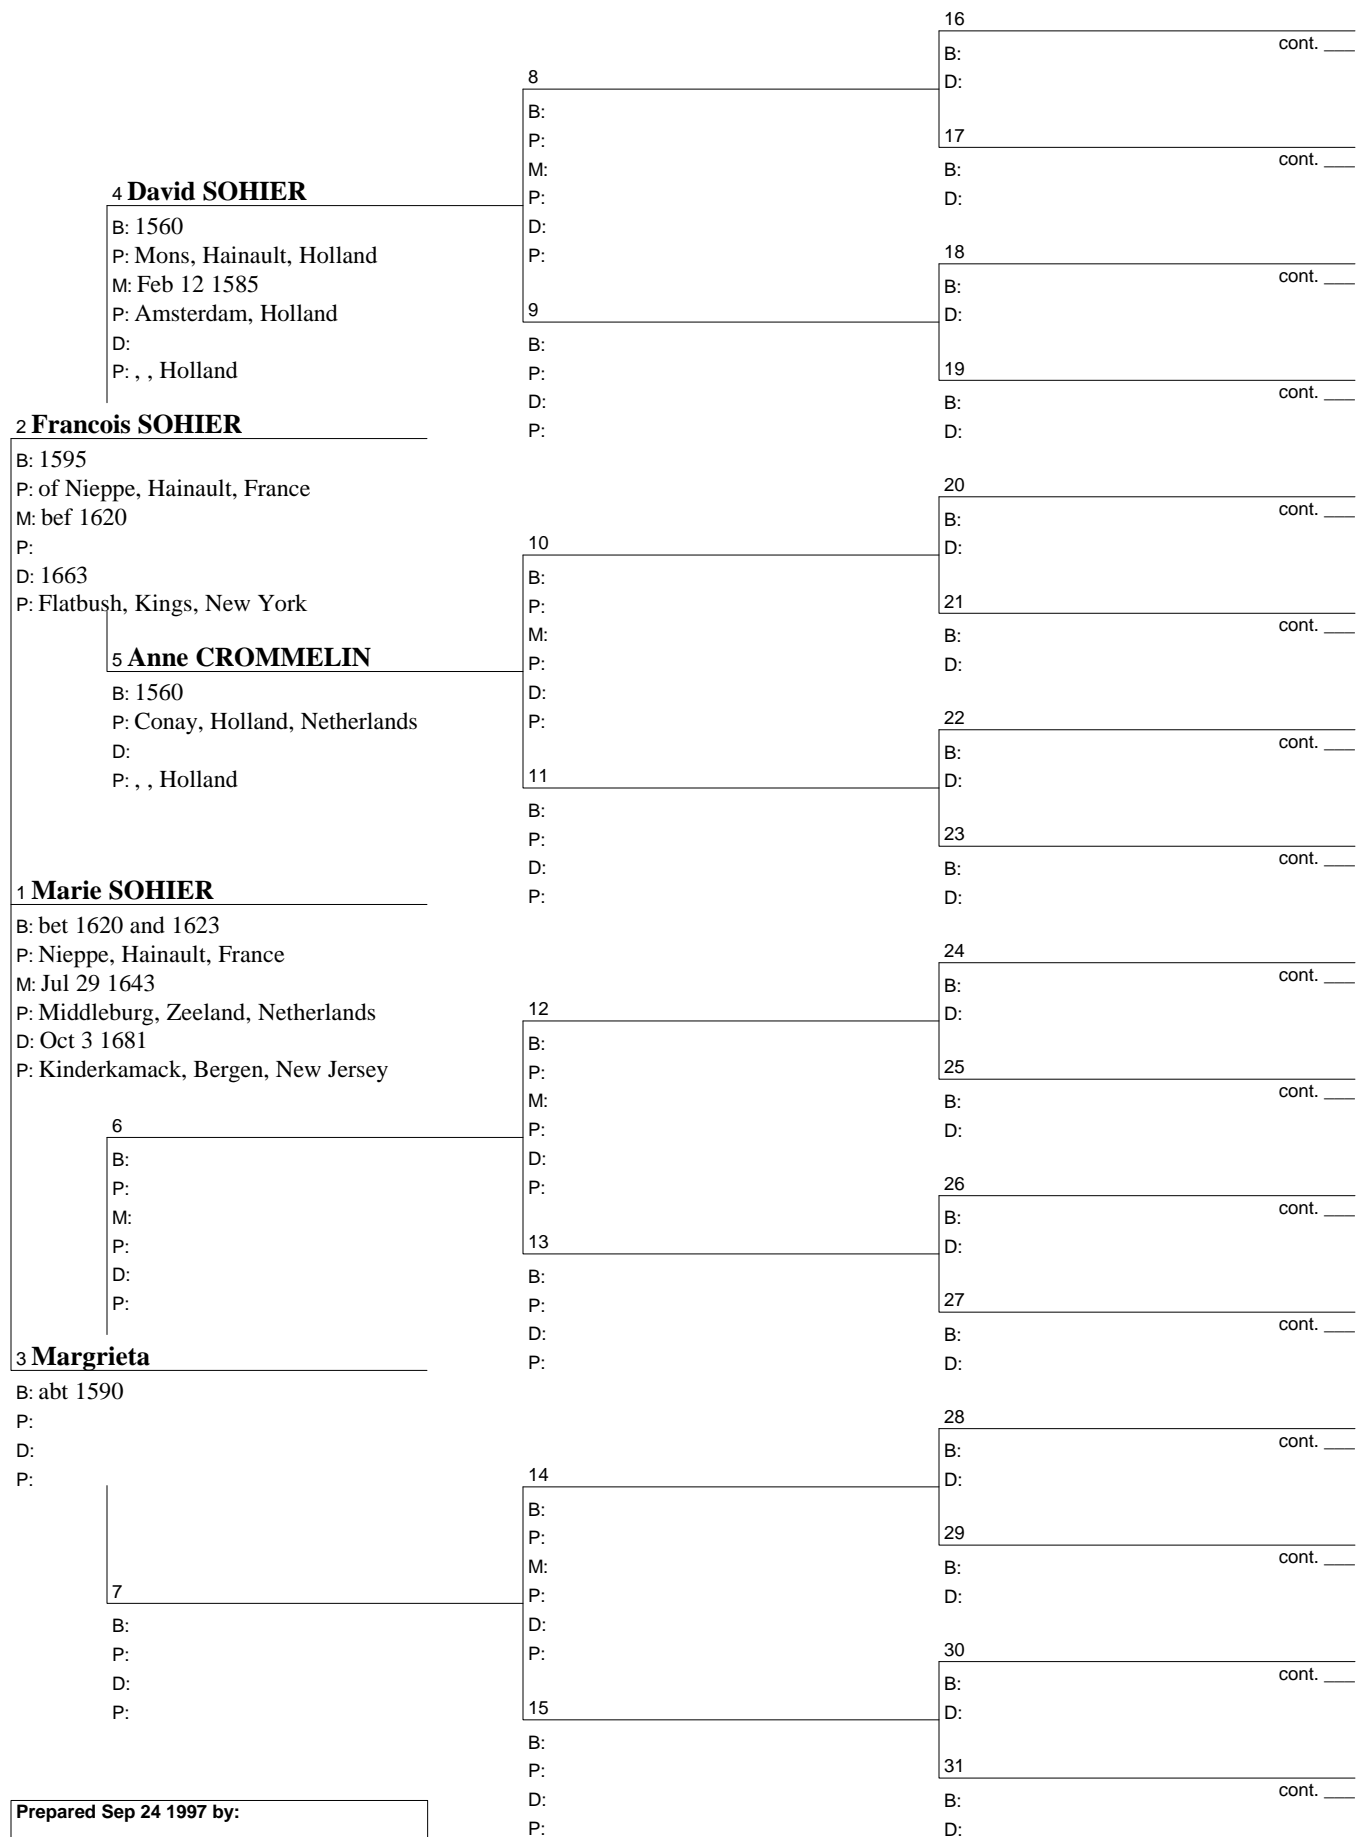 16
cont. ___
B:
8
D:
B:
P:
17
cont. ___
M:
B:
4 David SOHIER
P:
D:
B: 1560
D:
P: Mons, Hainault, Holland
P:
18
M: Feb 12 1585
cont. ___
B:
P: Amsterdam, Holland
9
D:
D:
B:
P: , , Holland
P:
19
cont. ___
D:
B:
2 Francois SOHIER
P:
D:
B: 1595
P: of Nieppe, Hainault, France
20
M: bef 1620
cont. ___
B:
P:
10
D:
D: 1663
B:
P: Flatbush, Kings, New York
P:
21
cont. ___
M:
B:
5 Anne CROMMELIN
P:
D:
B: 1560
D:
P: Conay, Holland, Netherlands
P:
22
D:
cont. ___
B:
P: , , Holland
11
D:
B:
P:
23
cont. ___
D:
B:
1 Marie SOHIER
P:
D:
B: bet 1620 and 1623
P: Nieppe, Hainault, France
24
M: Jul 29 1643
cont. ___
B:
P: Middleburg, Zeeland, Netherlands
12
D:
D: Oct 3 1681
B:
P: Kinderkamack, Bergen, New Jersey
P:
25
cont. ___
M:
B:
6
P:
D:
B:
D:
P:
P:
26
M:
cont. ___
B:
P:
13
D:
D:
B:
P:
P:
27
cont. ___
D:
B:
3 Margrieta
P:
D:
B: abt 1590
P:
28
D:
cont. ___
B:
P:
14
D:
B:
P:
29
cont. ___
M:
B:
7
P:
D:
B:
D:
P:
P:
30
D:
cont. ___
B:
P:
15
D:
B:
P:
31
cont. ___
Prepared Sep 24 1997 by:
D:
B:
P:
D: